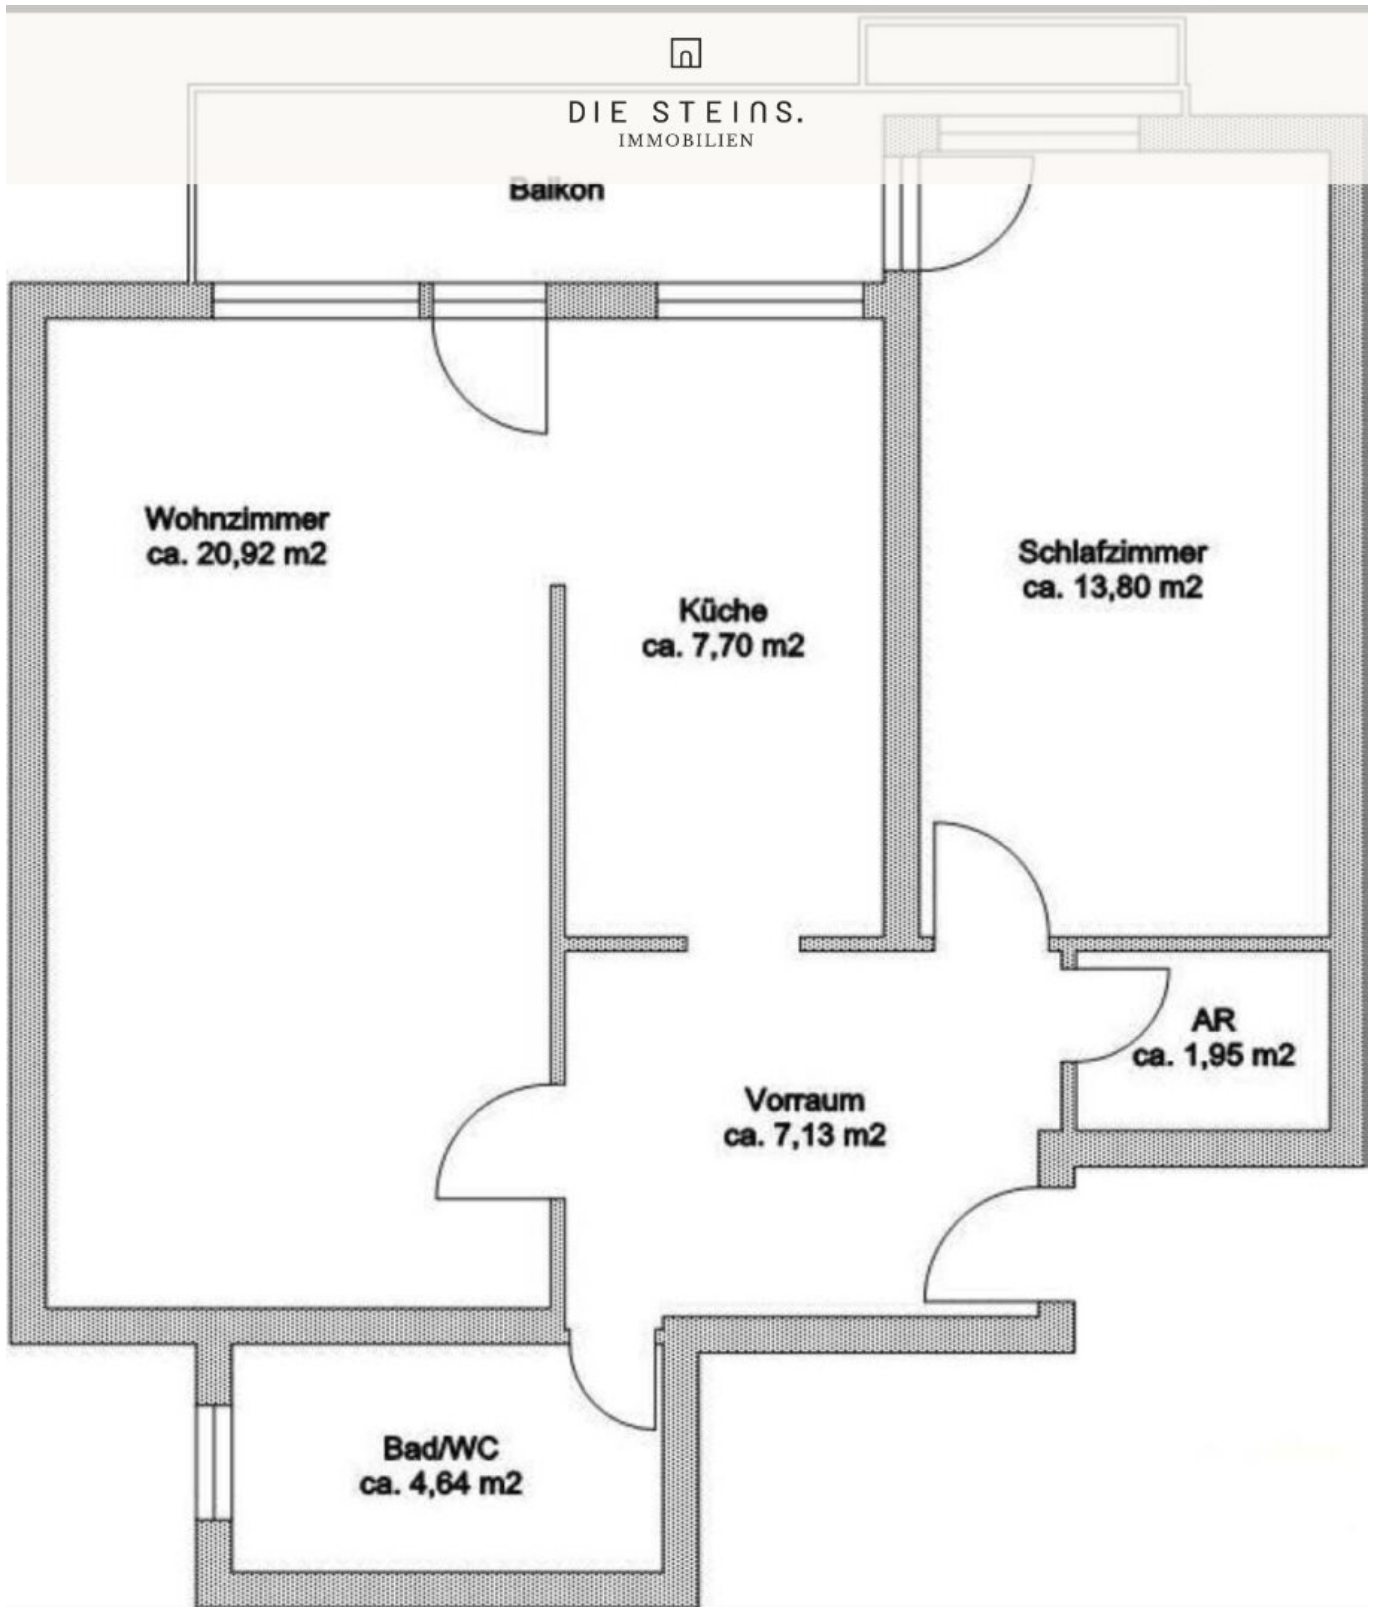 DIE STEINS.
IMMOBILIEN
Balkon
Wohnzimmer
ca. 20,92 m2
Schlafzimmer
ca. 13,80 m2
Küche
ca. 7,70 m2
AR
ca. 1,95 m2
Vorraum
ca. 7,13 m2
Bad/WC
ca. 4,64 m2